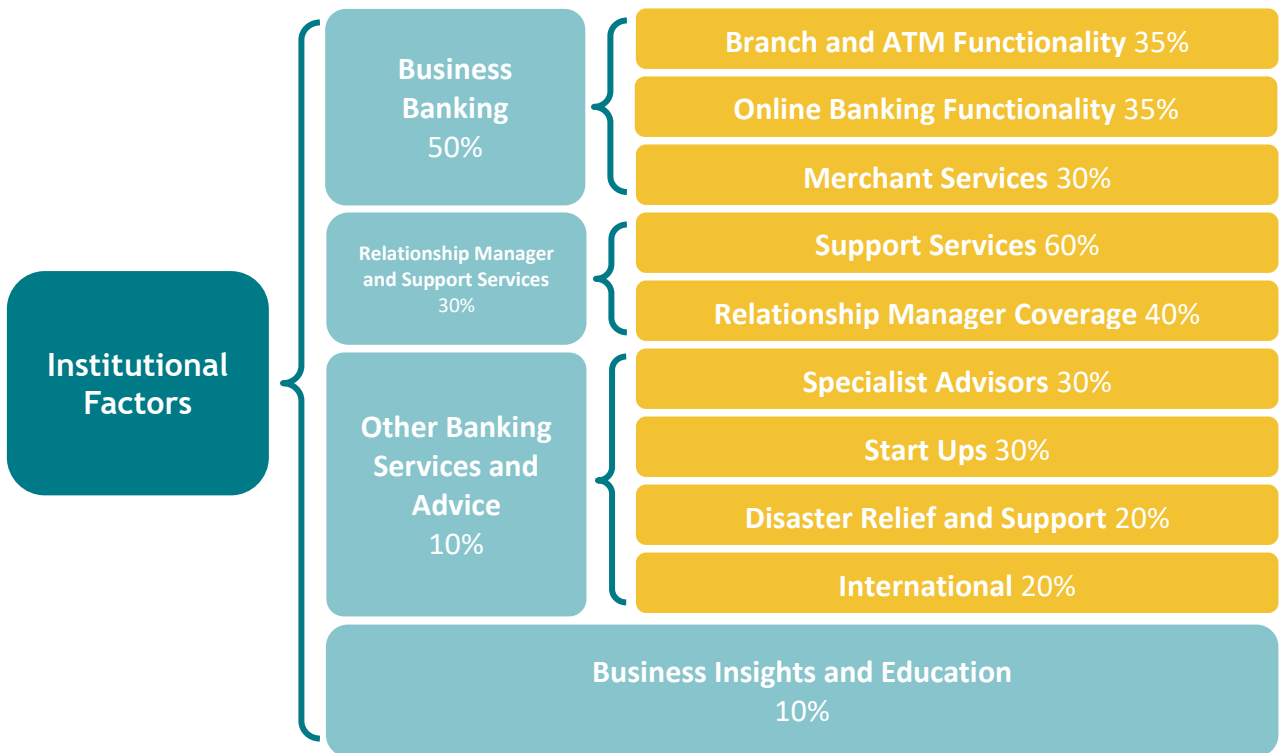 Institutional
Factors
Business
Banking
50%
Branch and ATM Functionality 35%
Online Banking Functionality 35%
Merchant Services 30%
Relationship Manager
and Support Services
30%
Support Services 60%
Relationship Manager Coverage 40%
Other Banking
Services and
Advice
10%
Specialist Advisors 30%
Start Ups 30%
Disaster Relief and Support 20%
International 20%
Business Insights and Education
10%